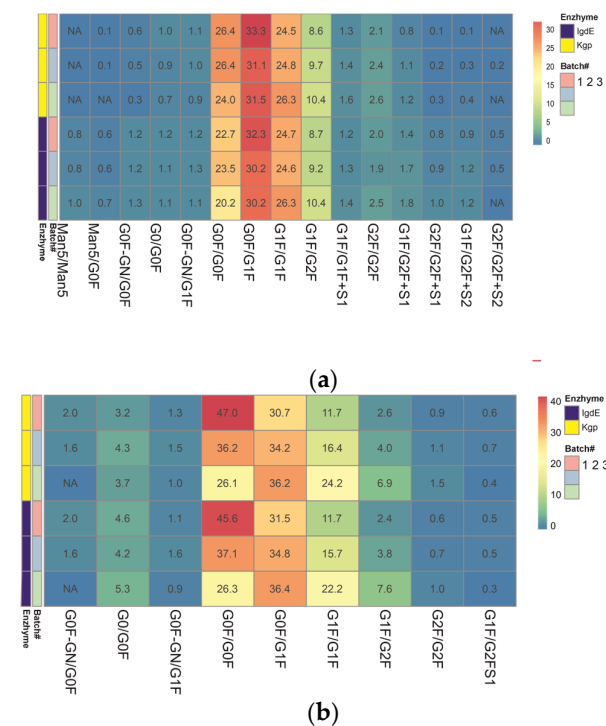 NA 0.1 0.6 1.0 1.1 26.4 33.3 24.5 8.6 1.3 2.1 0.8 0.1 0.1 NA
NA 0.1 0.5 0.9 1.0 26.4 31.1 24.8 9.7 1.4 2.4 1.1 0.2 0.3 0.2
NA NA 0.3 0.7 0.9 24.0 31.5 26.3 10.4 1.6 2.6 1.2 0.3 0.4 NA
0.8 0.6 1.2 1.2 1.2 22.7 32.3 24.7 8.7 1.3 2.0 1.4 0.8 0.9 0.5
0.8 0.6 1.2 1.1 1.3 23.5 30.2 24.6 9.2 1.3 1.9 1.7 0.9 1.2 0.5
1.0 0.7 1.3 1.1 1.1 20.2 30.2 26.3 10.4 1.4 2.5 1.8 1.0 1.2 NA
Enzhyme
Batch#
Man5/Man5
Man5/G0F
G0F-GN/G0F
G0/G0F
G0F-GN/G1F
G0F/G0F
G0F/G1F
G1F/G1F
G1F/G2F
G1F/G1F+S1
G2F/G2F
G1F/G2F+S1
G2F/G2F+S1
G1F/G2F+S2
G2F/G2F+S2
30
25
20
15
10
5
0
Enzhyme
IgdE
Kgp
Batch#
1 2 3
(a)
2.0 3.2 1.3 47.0 30.7 11.7 2.6 0.9 0.6
1.6 4.3 1.5 36.2 34.2 16.4 4.0 1.1 0.7
NA 3.7 1.0 26.1 36.2 24.2 6.9 1.5 0.4
2.0 4.6 1.1 45.6 31.5 11.7 2.4 0.6 0.5
1.6 4.2 1.6 37.1 34.8 15.7 3.8 0.7 0.5
NA 5.3 0.9 26.3 36.4 22.2 7.6 1.0 0.3
Enzhyme
Batch#
G0F-GN/G0F
G0/G0F
G0F-GN/G1F
G0F/G0F
G0F/G1F
G1F/G1F
G1F/G2F
G2F/G2F
G1F/G2FS1
40
30
20
10
0
Enzhyme
IgdE
Kgp
Batch#
1 2 3
(b)